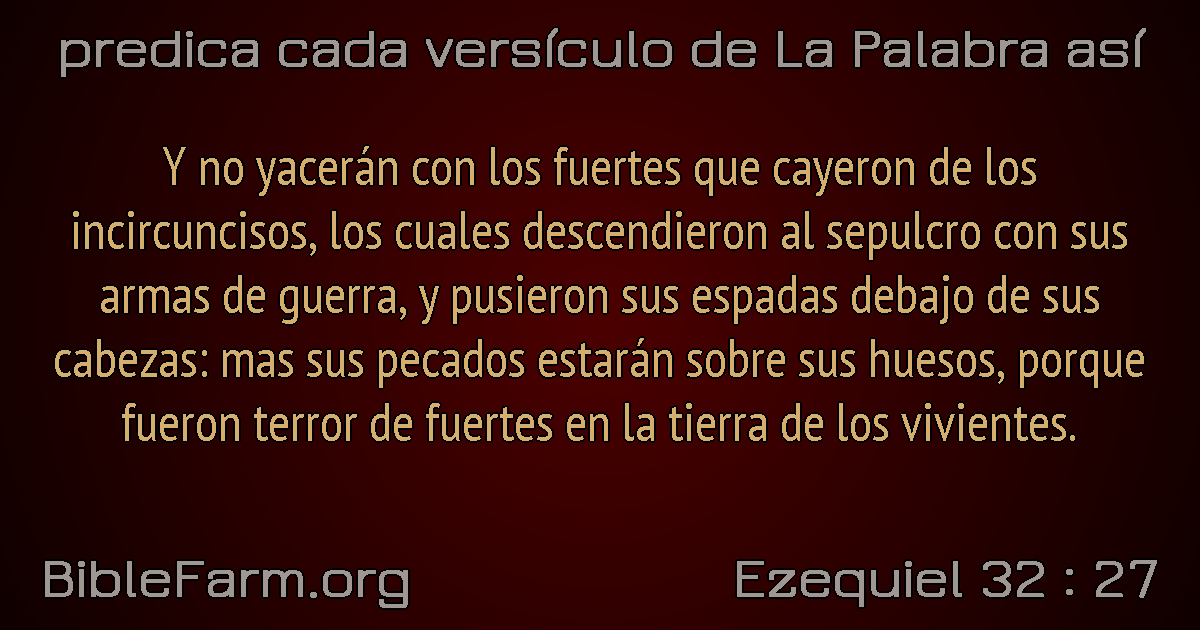 predica cada versículo de La Palabra así
Y no yacerán con los fuertes que cayeron de los
incircuncisos, los cuales descendieron al sepulcro con sus
armas de guerra, y pusieron sus espadas debajo de sus
cabezas: mas sus pecados estarán sobre sus huesos, porque
fueron terror de fuertes en la tierra de los vivientes.
BibleFarm.org
Ezequiel 32 : 27